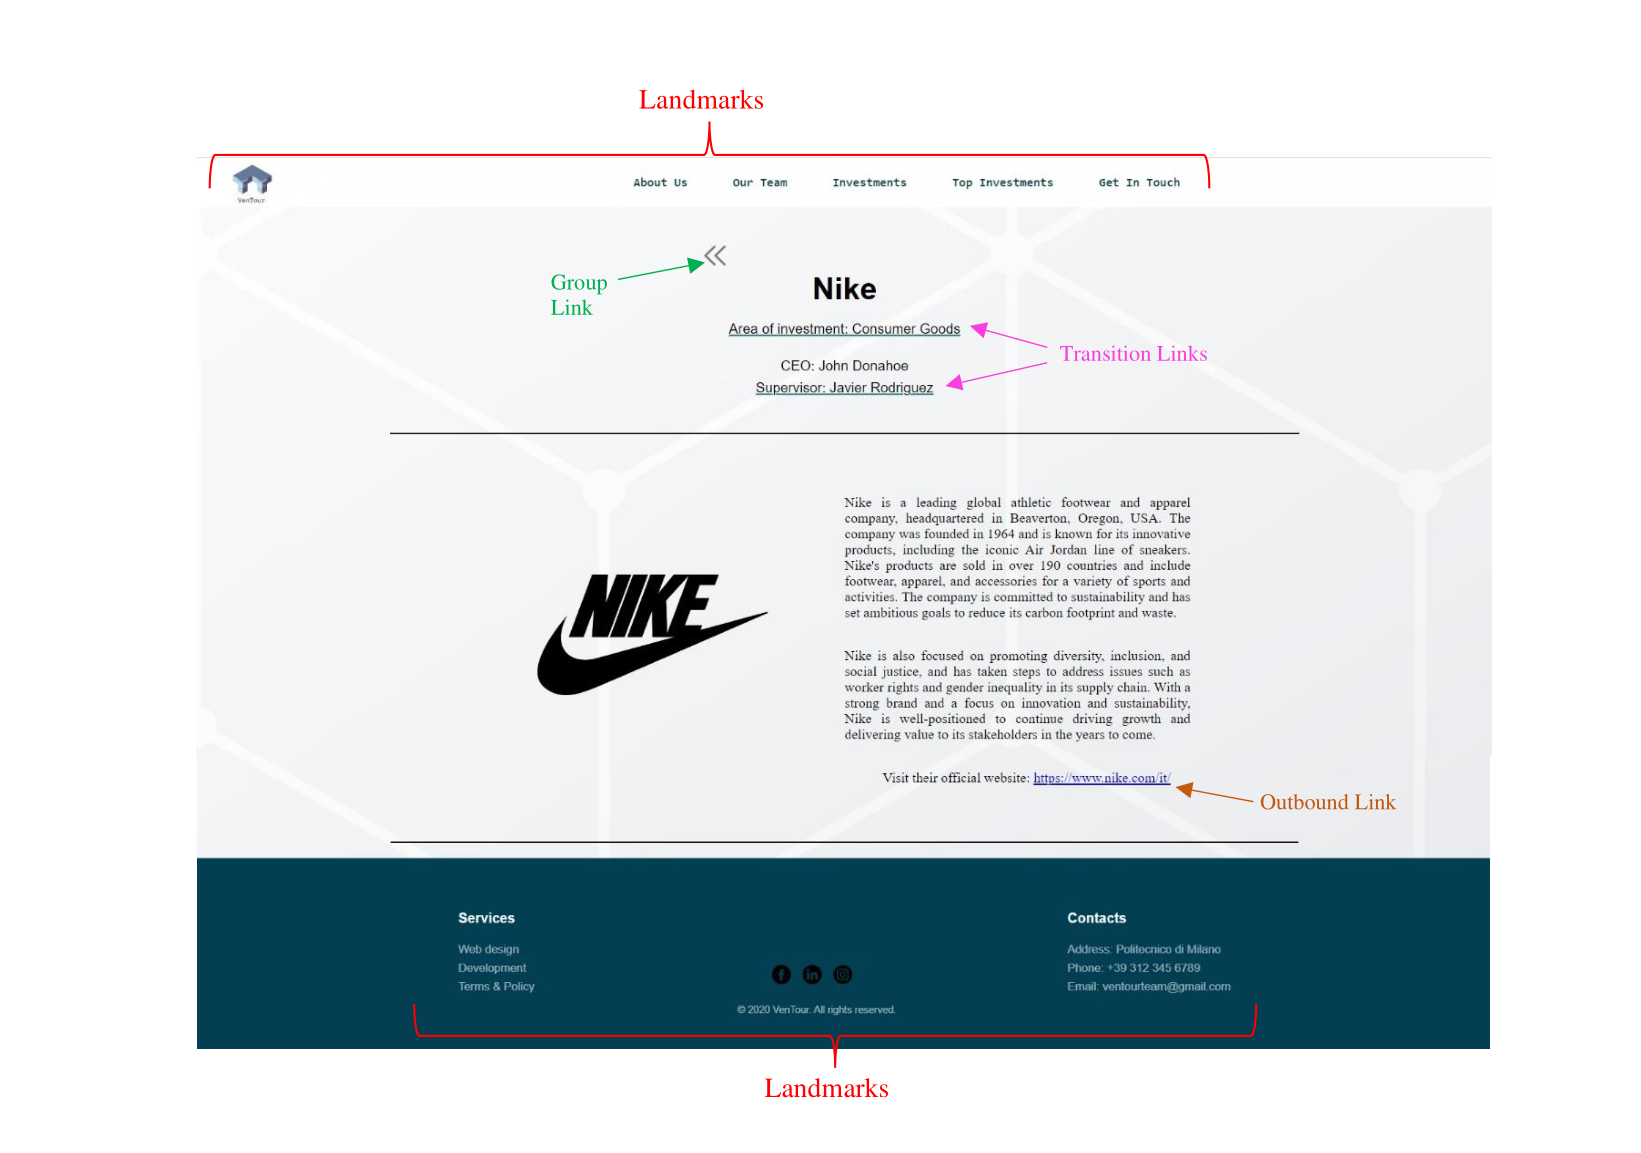 Landmarks
VenTour
About Us Our Team Investments Top Investments Get In Touch
Group
Link
Nike
Area of investment: Consumer Goods
Transition Links
CEO: John Donahoe
Supervisor: Javier Rodriguez
Nike is a leading global athletic footwear and apparel
company, headquartered in Beaverton, Oregon, USA. The
company was founded in 1964 and is known for its innovative
products, including the iconic Air Jordan line of sneakers.
Nike's products are sold in over 190 countries and include
footwear, apparel, and accessories for a variety of sports and
activities. The company is committed to sustainability and has
set ambitious goals to reduce its carbon footprint and waste.
NIKE
Nike is also focused on promoting diversity, inclusion, and
social justice, and has taken steps to address issues such as
worker rights and gender inequality in its supply chain. With a
strong brand and a focus on innovation and sustainability,
Nike is well-positioned to continue driving growth and
delivering value to its stakeholders in the years to come.
Visit their official website: https://www.nike.com/it/
Outbound Link
Services
Web design
Development
Terms & Policy
© 2020 VenTour. All rights reserved.
Contacts
Address: Politecnico di Milano
Phone: +39 312 345 6789
Email: ventourteam@gmail.com
Landmarks